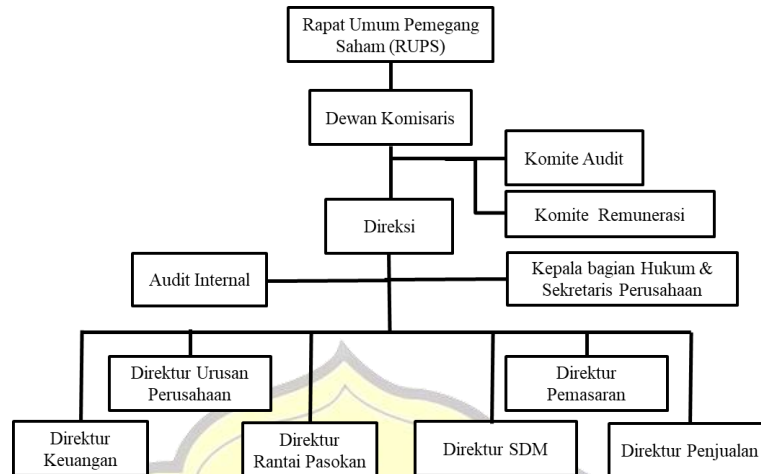 Rapat Umum Pemegang
Saham (RUPS)
Dewan Komisaris
Komite Audit
Komite Remunerasi
Direksi
Audit Internal
Kepala bagian Hukum &
Sekretaris Perusahaan
Direktur Urusan
Perusahaan
Direktur
Pemasaran
Direktur
Keuangan
Direktur
Rantai Pasokan
Direktur SDM
Direktur Penjualan